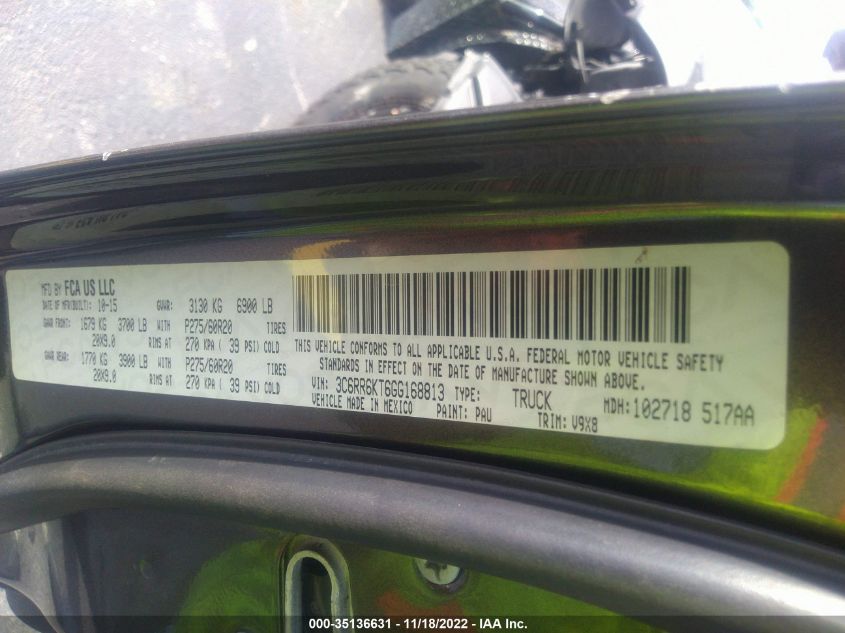 MFD BY FCA US LLC
DATE OF MFR(BUILT): 10-15 GVWR: 3130 KG 6900 LB
GAWR FRONT: 1679 KG 3700 LB WITH P275/60R20 TIRES
20X9.0 RIMS AT 270 KPA ( 39 PSI) COLD
GAWR REAR: 1770 KG 3900 LB WITH P275/60R20 TIRES
20X9.0 RIMS AT 270 KPA ( 39 PSI) COLD
THIS VEHICLE CONFORMS TO ALL APPLICABLE U.S.A. FEDERAL MOTOR VEHICLE SAFETY
STANDARDS IN EFFECT ON THE DATE OF MANUFACTURE SHOWN ABOVE.
VIN: 3C6RR6KT6GG168813 TYPE: TRUCK MDH: 102718 517AA
VEHICLE MADE IN MEXICO PAINT: PAU TRIM: V9X8
000-35136631 - 11/18/2022 - IAA Inc.